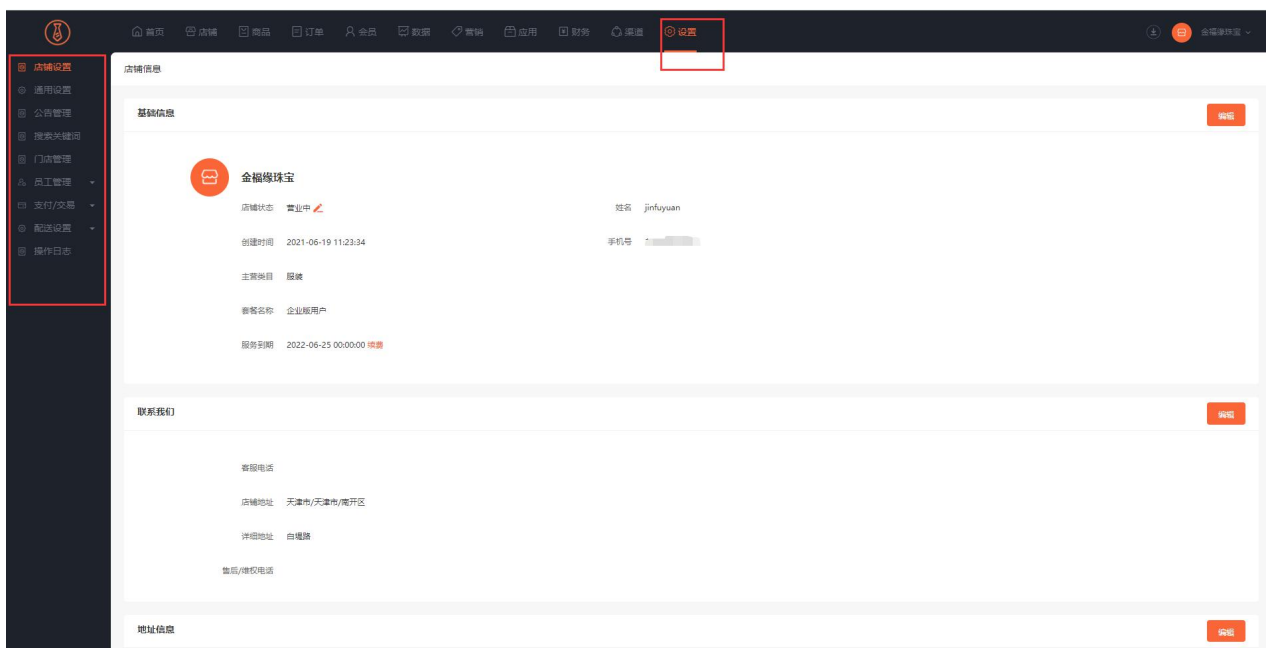 首页 店铺 商品 订单 会员 数据 营销 应用 财务 渠道 设置 金福缘珠宝
店铺设置
通用设置
公告管理
搜索关键词
门店管理
员工管理
支付/交易
配送设置
操作日志
店铺信息
基础信息 编辑
金福缘珠宝
店铺状态 营业中 姓名 jinfuyuan
创建时间 2021-06-19 11:23:34 手机号
主营类目 服装
套餐名称 企业版用户
服务到期 2022-06-25 00:00:00 续费
联系我们 编辑
客服电话
店铺地址 天津市/天津市/南开区
详细地址 白堤路
售后/维权电话
地址信息 编辑